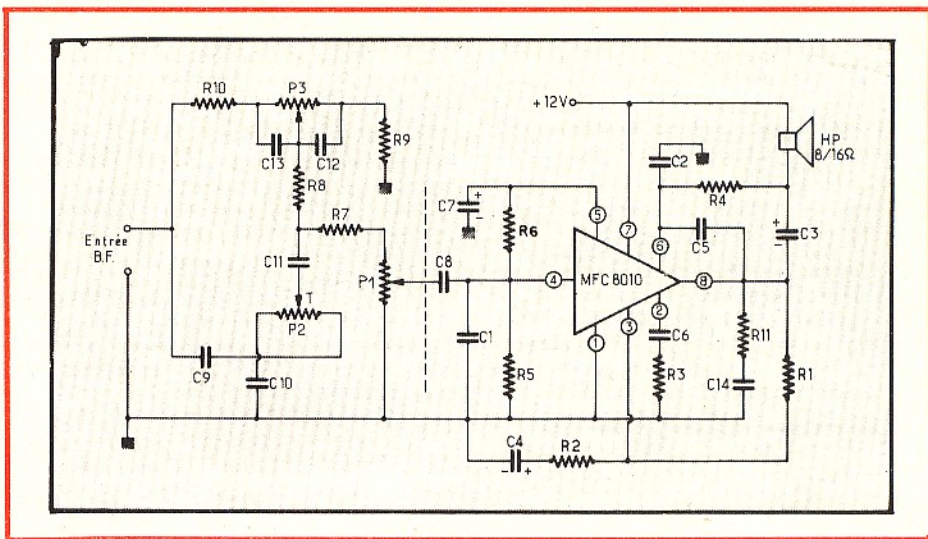 R10
P3
C13
C12
R9
R8
+12V
HP
8/16Ω
C2
R4
C7
+
-
R6
5
7
6
C5
+
-
C3
Entrée
B.F.
R7
C11
P1
C8
4
MFC 8010
8
T
P2
C1
1
3
2
C6
R11
C9
C10
R5
R3
C14
R1
C4
- +
R2